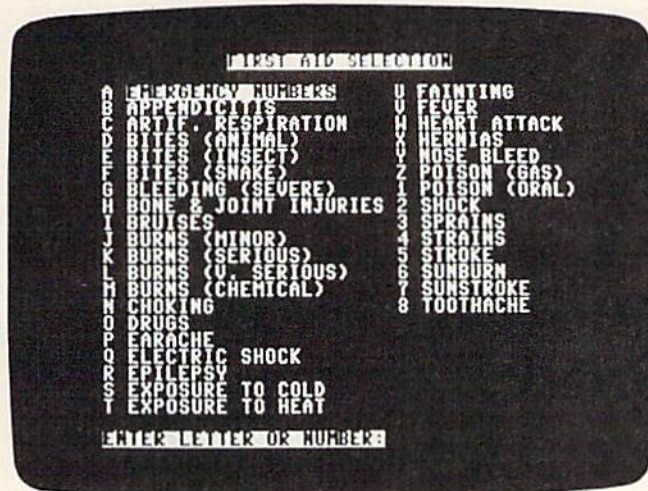 FIRST AID SELECTION
A EMERGENCY NUMBERS
B APPENDICITIS
C ARTIF. RESPIRATION
D BITES (ANIMAL)
E BITES (INSECT)
F BITES (SNAKE)
G BLEEDING (SEVERE)
H BONE & JOINT INJURIES
I BRUISES
J BURNS (MINOR)
K BURNS (SERIOUS)
L BURNS (V. SERIOUS)
M BURNS (CHEMICAL)
N CHOKING
O DRUGS
P EARACHE
Q ELECTRIC SHOCK
R EPILEPSY
S EXPOSURE TO COLD
T EXPOSURE TO HEAT
U FAINTING
V FEVER
W HEART ATTACK
X HERNIAS
Y NOSE BLEED
Z POISON (GAS)
1 POISON (ORAL)
2 SHOCK
3 SPRAINS
4 STRAINS
5 STROKE
6 SUNBURN
7 SUNSTROKE
8 TOOTHACHE
ENTER LETTER OR NUMBER: